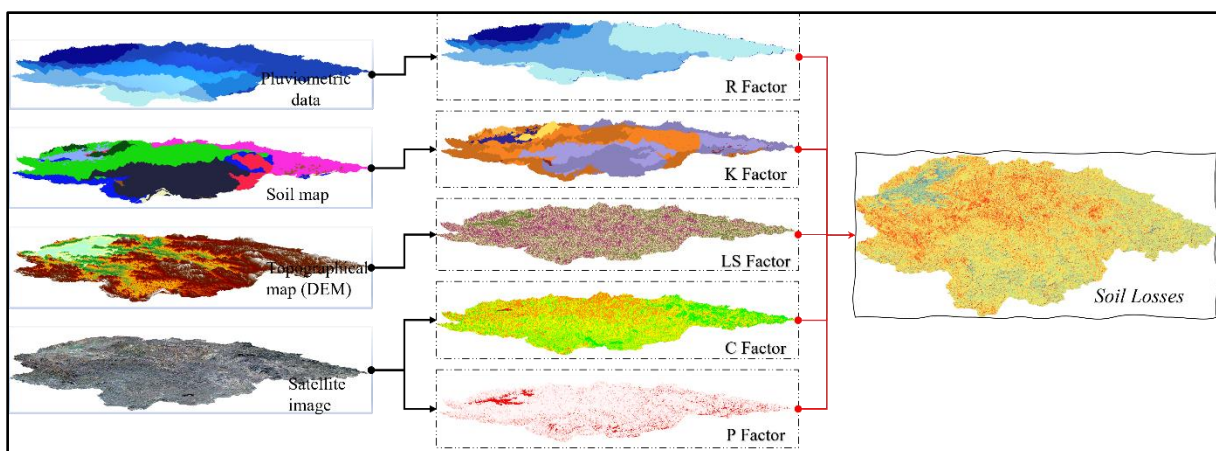 Pluviometric
data
R Factor
Soil map
K Factor
Topographical
map (DEM)
LS Factor
Soil Losses
Satellite
image
C Factor
P Factor